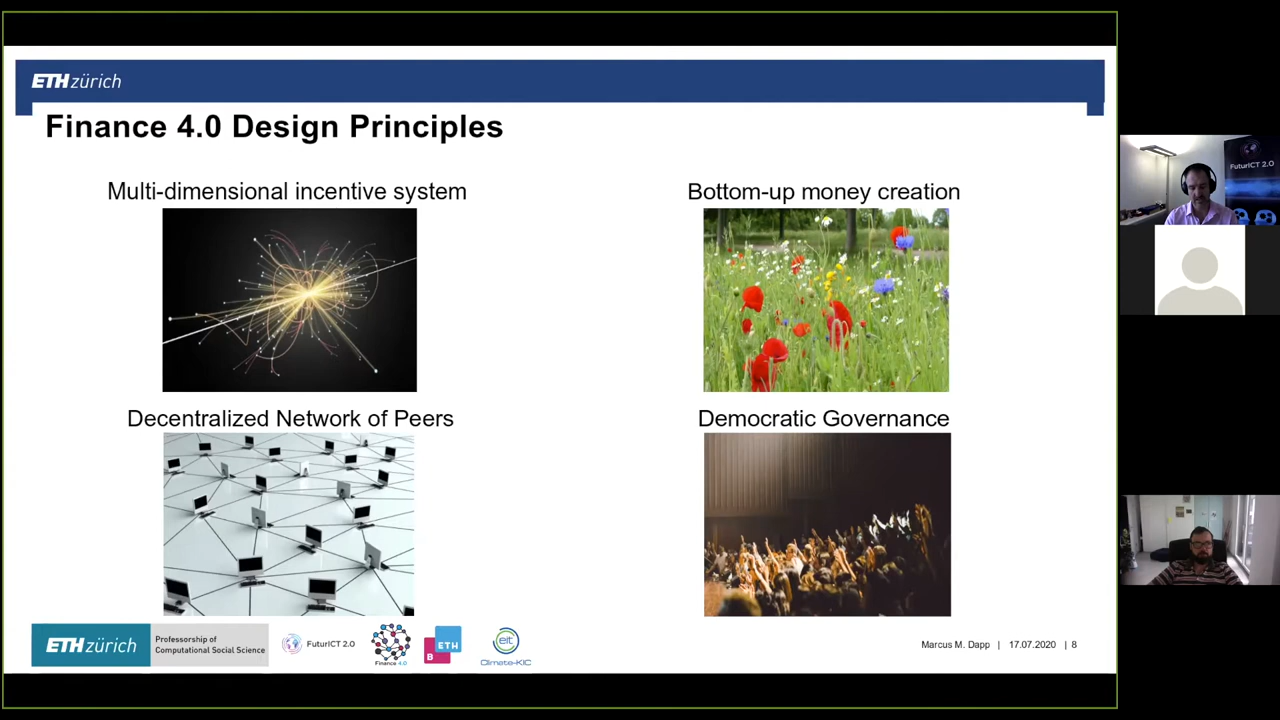 ETH zürich
Finance 4.0 Design Principles
Multi-dimensional incentive system
Bottom-up money creation
Decentralized Network of Peers
Democratic Governance
ETH zürich
Professorship of
Computational Social Science
FuturICT 2.0
Finance 4.0
B ETH
eit
Climate-KIC
Marcus M. Dapp | 17.07.2020 | 8
FuturICT 2.0